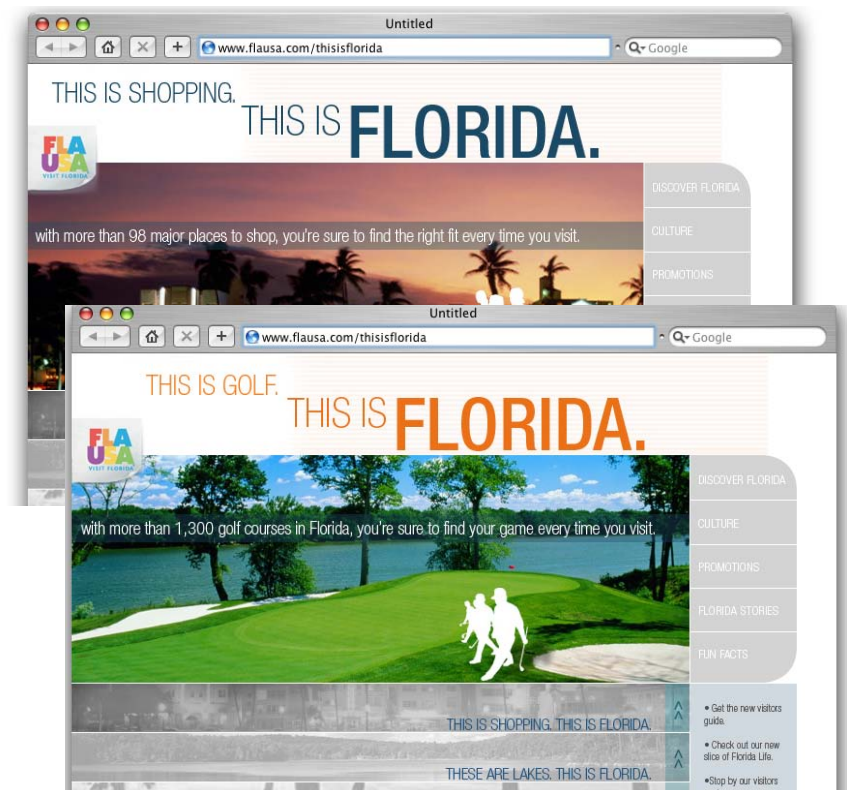 Untitled
www.flausa.com/thisisflorida
Google
THIS IS SHOPPING.
THIS IS FLORIDA.
FLA
USA
VISIT FLORIDA
DISCOVER FLORIDA
with more than 98 major places to shop, you're sure to find the right fit every time you visit.
CULTURE
PROMOTIONS
Untitled
www.flausa.com/thisisflorida
Google
THIS IS GOLF.
THIS IS FLORIDA.
FLA
USA
VISIT FLORIDA
DISCOVER FLORIDA
with more than 1,300 golf courses in Florida, you're sure to find your game every time you visit.
CULTURE
PROMOTIONS
FLORIDA STORIES
FUN FACTS
THIS IS SHOPPING. THIS IS FLORIDA.
• Get the new visitors
guide.
• Check out our new
slice of Florida Life.
THESE ARE LAKES. THIS IS FLORIDA.
•Stop by our visitors